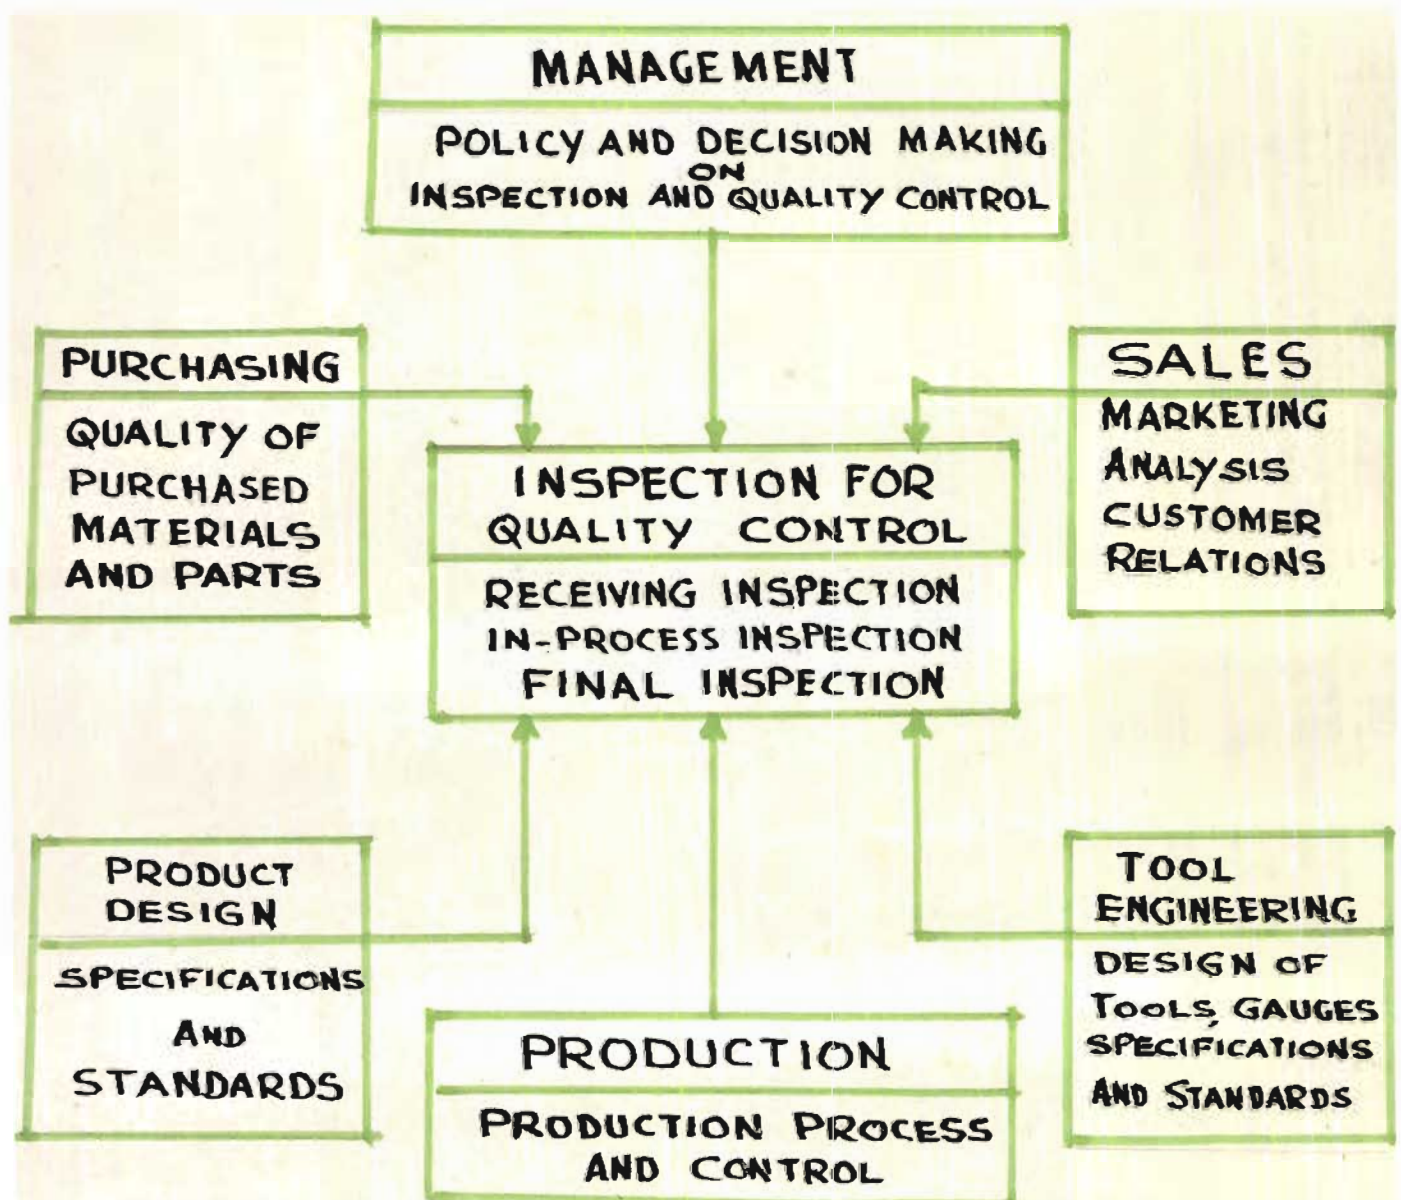 MANAGEMENT
POLICY AND DECISION MAKING
ON
INSPECTION AND QUALITY CONTROL
PURCHASING
QUALITY OF
PURCHASED
MATERIALS
AND PARTS
SALES
MARKETING
ANALYSIS
CUSTOMER
RELATIONS
INSPECTION FOR
QUALITY CONTROL
RECEIVING INSPECTION
IN-PROCESS INSPECTION
FINAL INSPECTION
PRODUCT
DESIGN
SPECIFICATIONS
AND
STANDARDS
PRODUCTION
PRODUCTION PROCESS
AND CONTROL
TOOL
ENGINEERING
DESIGN OF
TOOLS, GAUGES
SPECIFICATIONS
AND STANDARDS